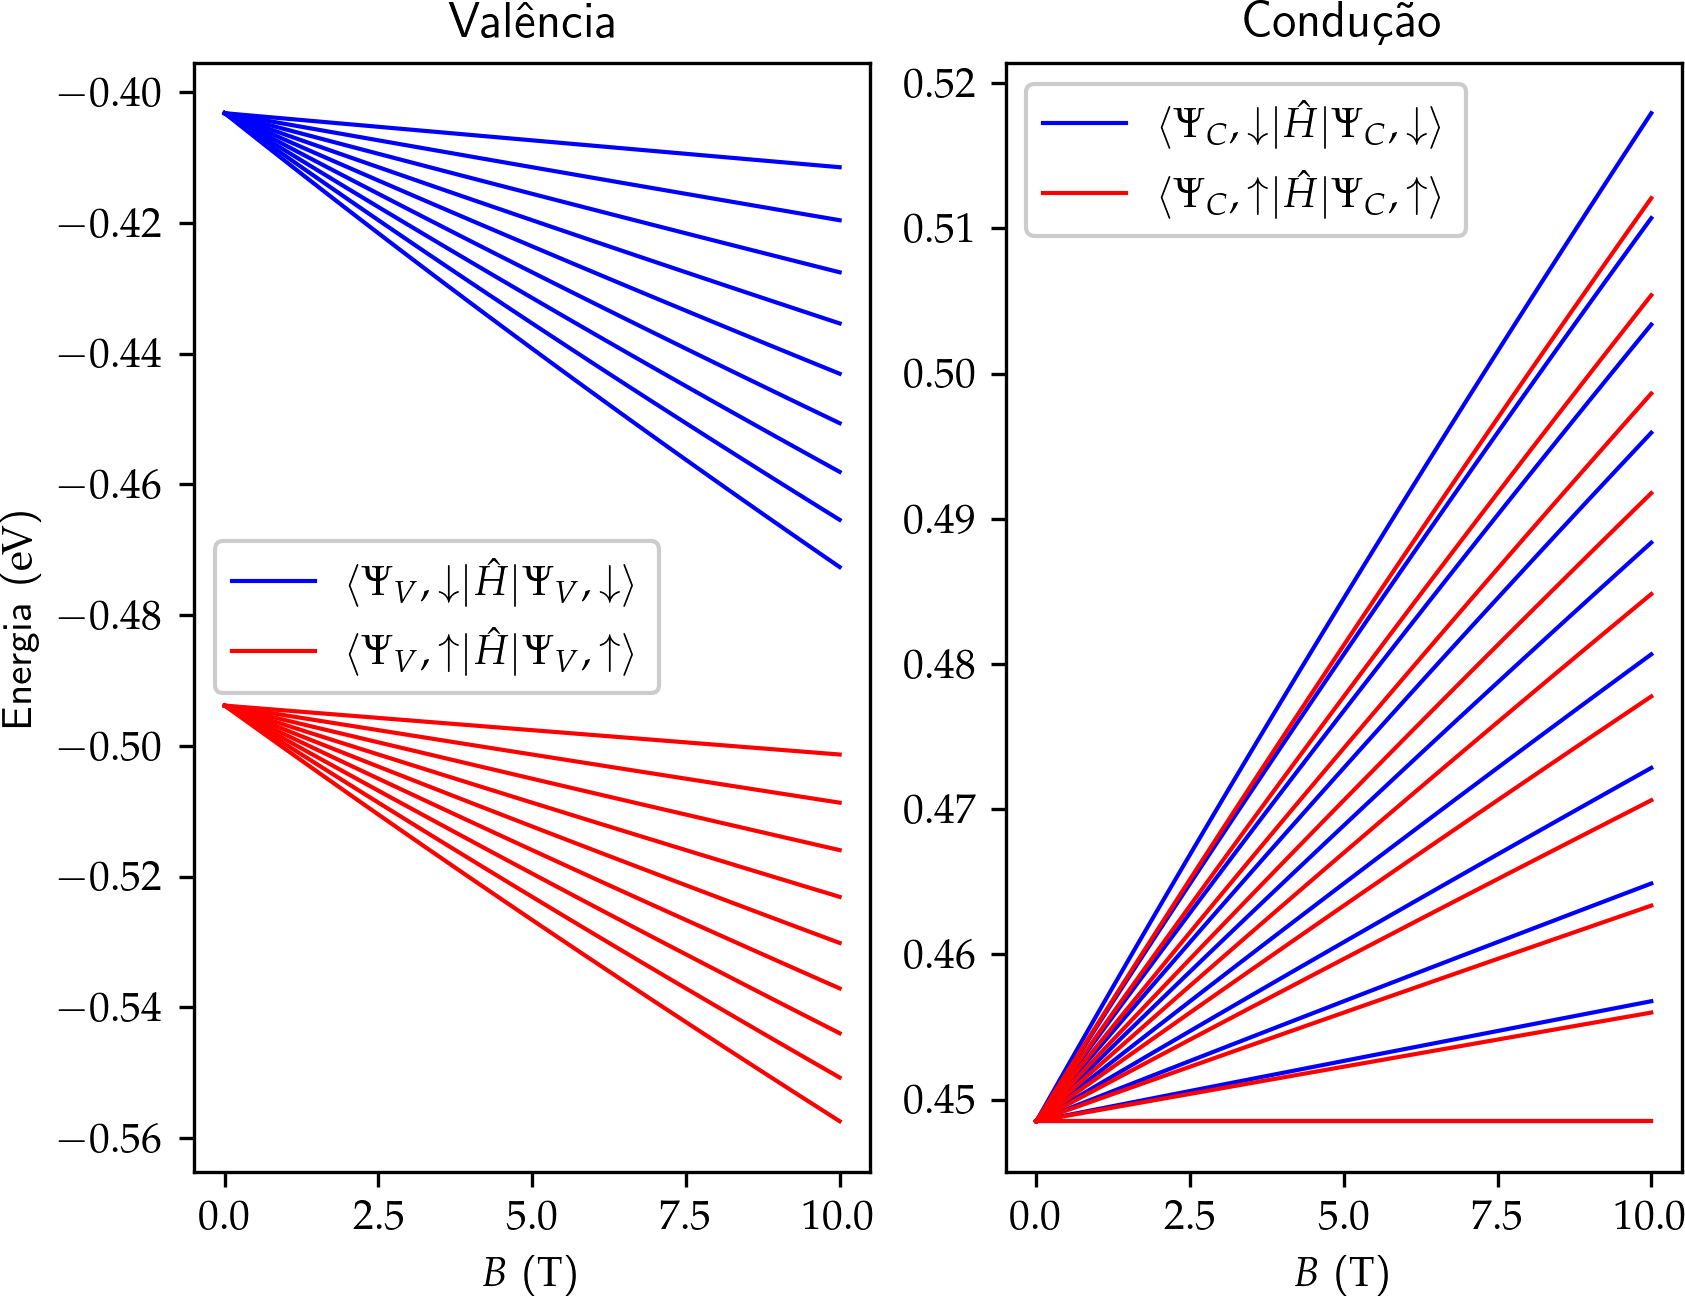 Valência
Condução
Energia (eV)
−0.40
−0.42
−0.44
−0.46
−0.48
−0.50
−0.52
−0.54
−0.56
⟨Ψ_V, ↓|Ĥ|Ψ_V, ↓⟩
⟨Ψ_V, ↑|Ĥ|Ψ_V, ↑⟩
0.0 2.5 5.0 7.5 10.0
B (T)
0.52
0.51
0.50
0.49
0.48
0.47
0.46
0.45
⟨Ψ_C, ↓|Ĥ|Ψ_C, ↓⟩
⟨Ψ_C, ↑|Ĥ|Ψ_C, ↑⟩
0.0 2.5 5.0 7.5 10.0
B (T)